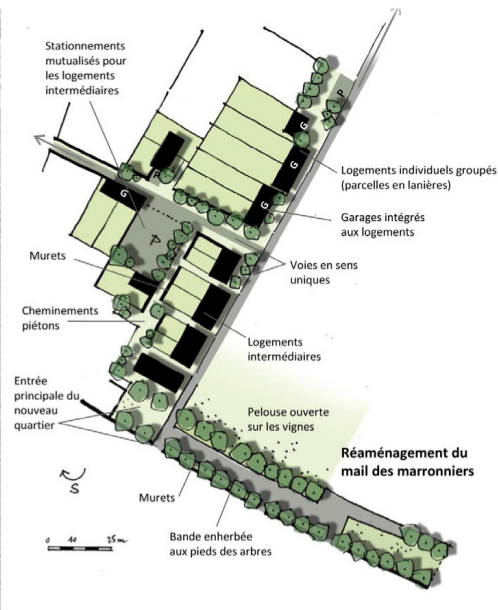 Stationnements
mutualisés pour
les logements
intermédiaires
P
G
G
Logements individuels groupés
(parcelles en lanières)
G
P
G
Garages intégrés
aux logements
P
Murets
Voies en sens
uniques
Cheminements
piétons
Logements
intermédiaires
Entrée
principale du
nouveau
quartier
Pelouse ouverte
sur les vignes
Réaménagement du
mail des marronniers
S
Murets
0 10 25m
Bande enherbée
aux pieds des arbres